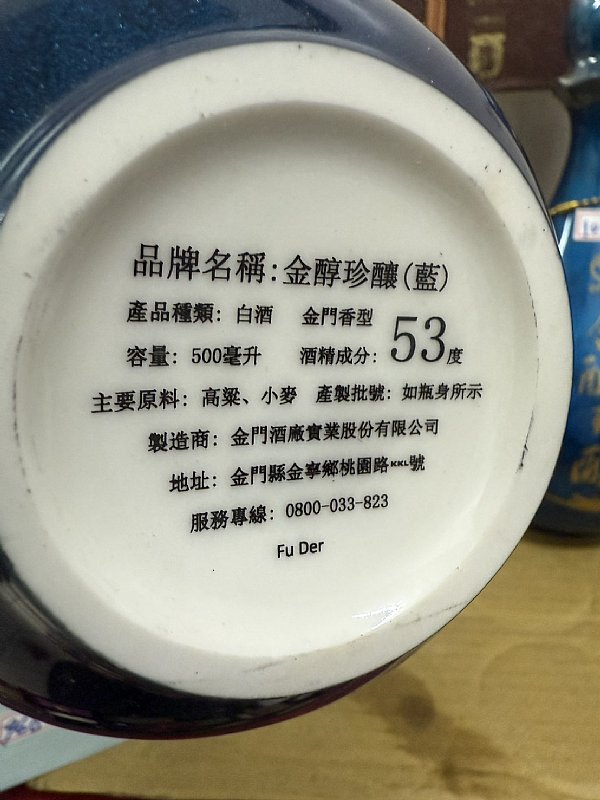 品牌名稱:金醇珍釀(藍)
產品種類: 白酒 金門香型
容量: 500毫升 酒精成分: 53度
主要原料: 高粱、小麥 產製批號: 如瓶身所示
製造商: 金門酒廠實業股份有限公司
地址: 金門縣金寧鄉桃園路KKL號
服務專線: 0800-033-823
Fu Der